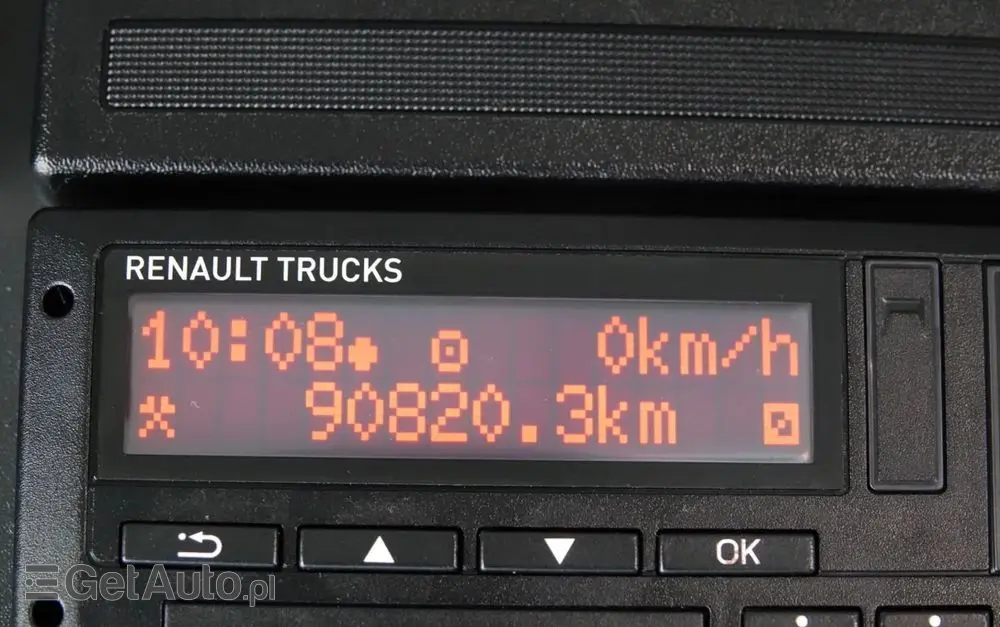 RENAULT TRUCKS
10:08 0km/h
90820.3km
OK
GetAuto.pl